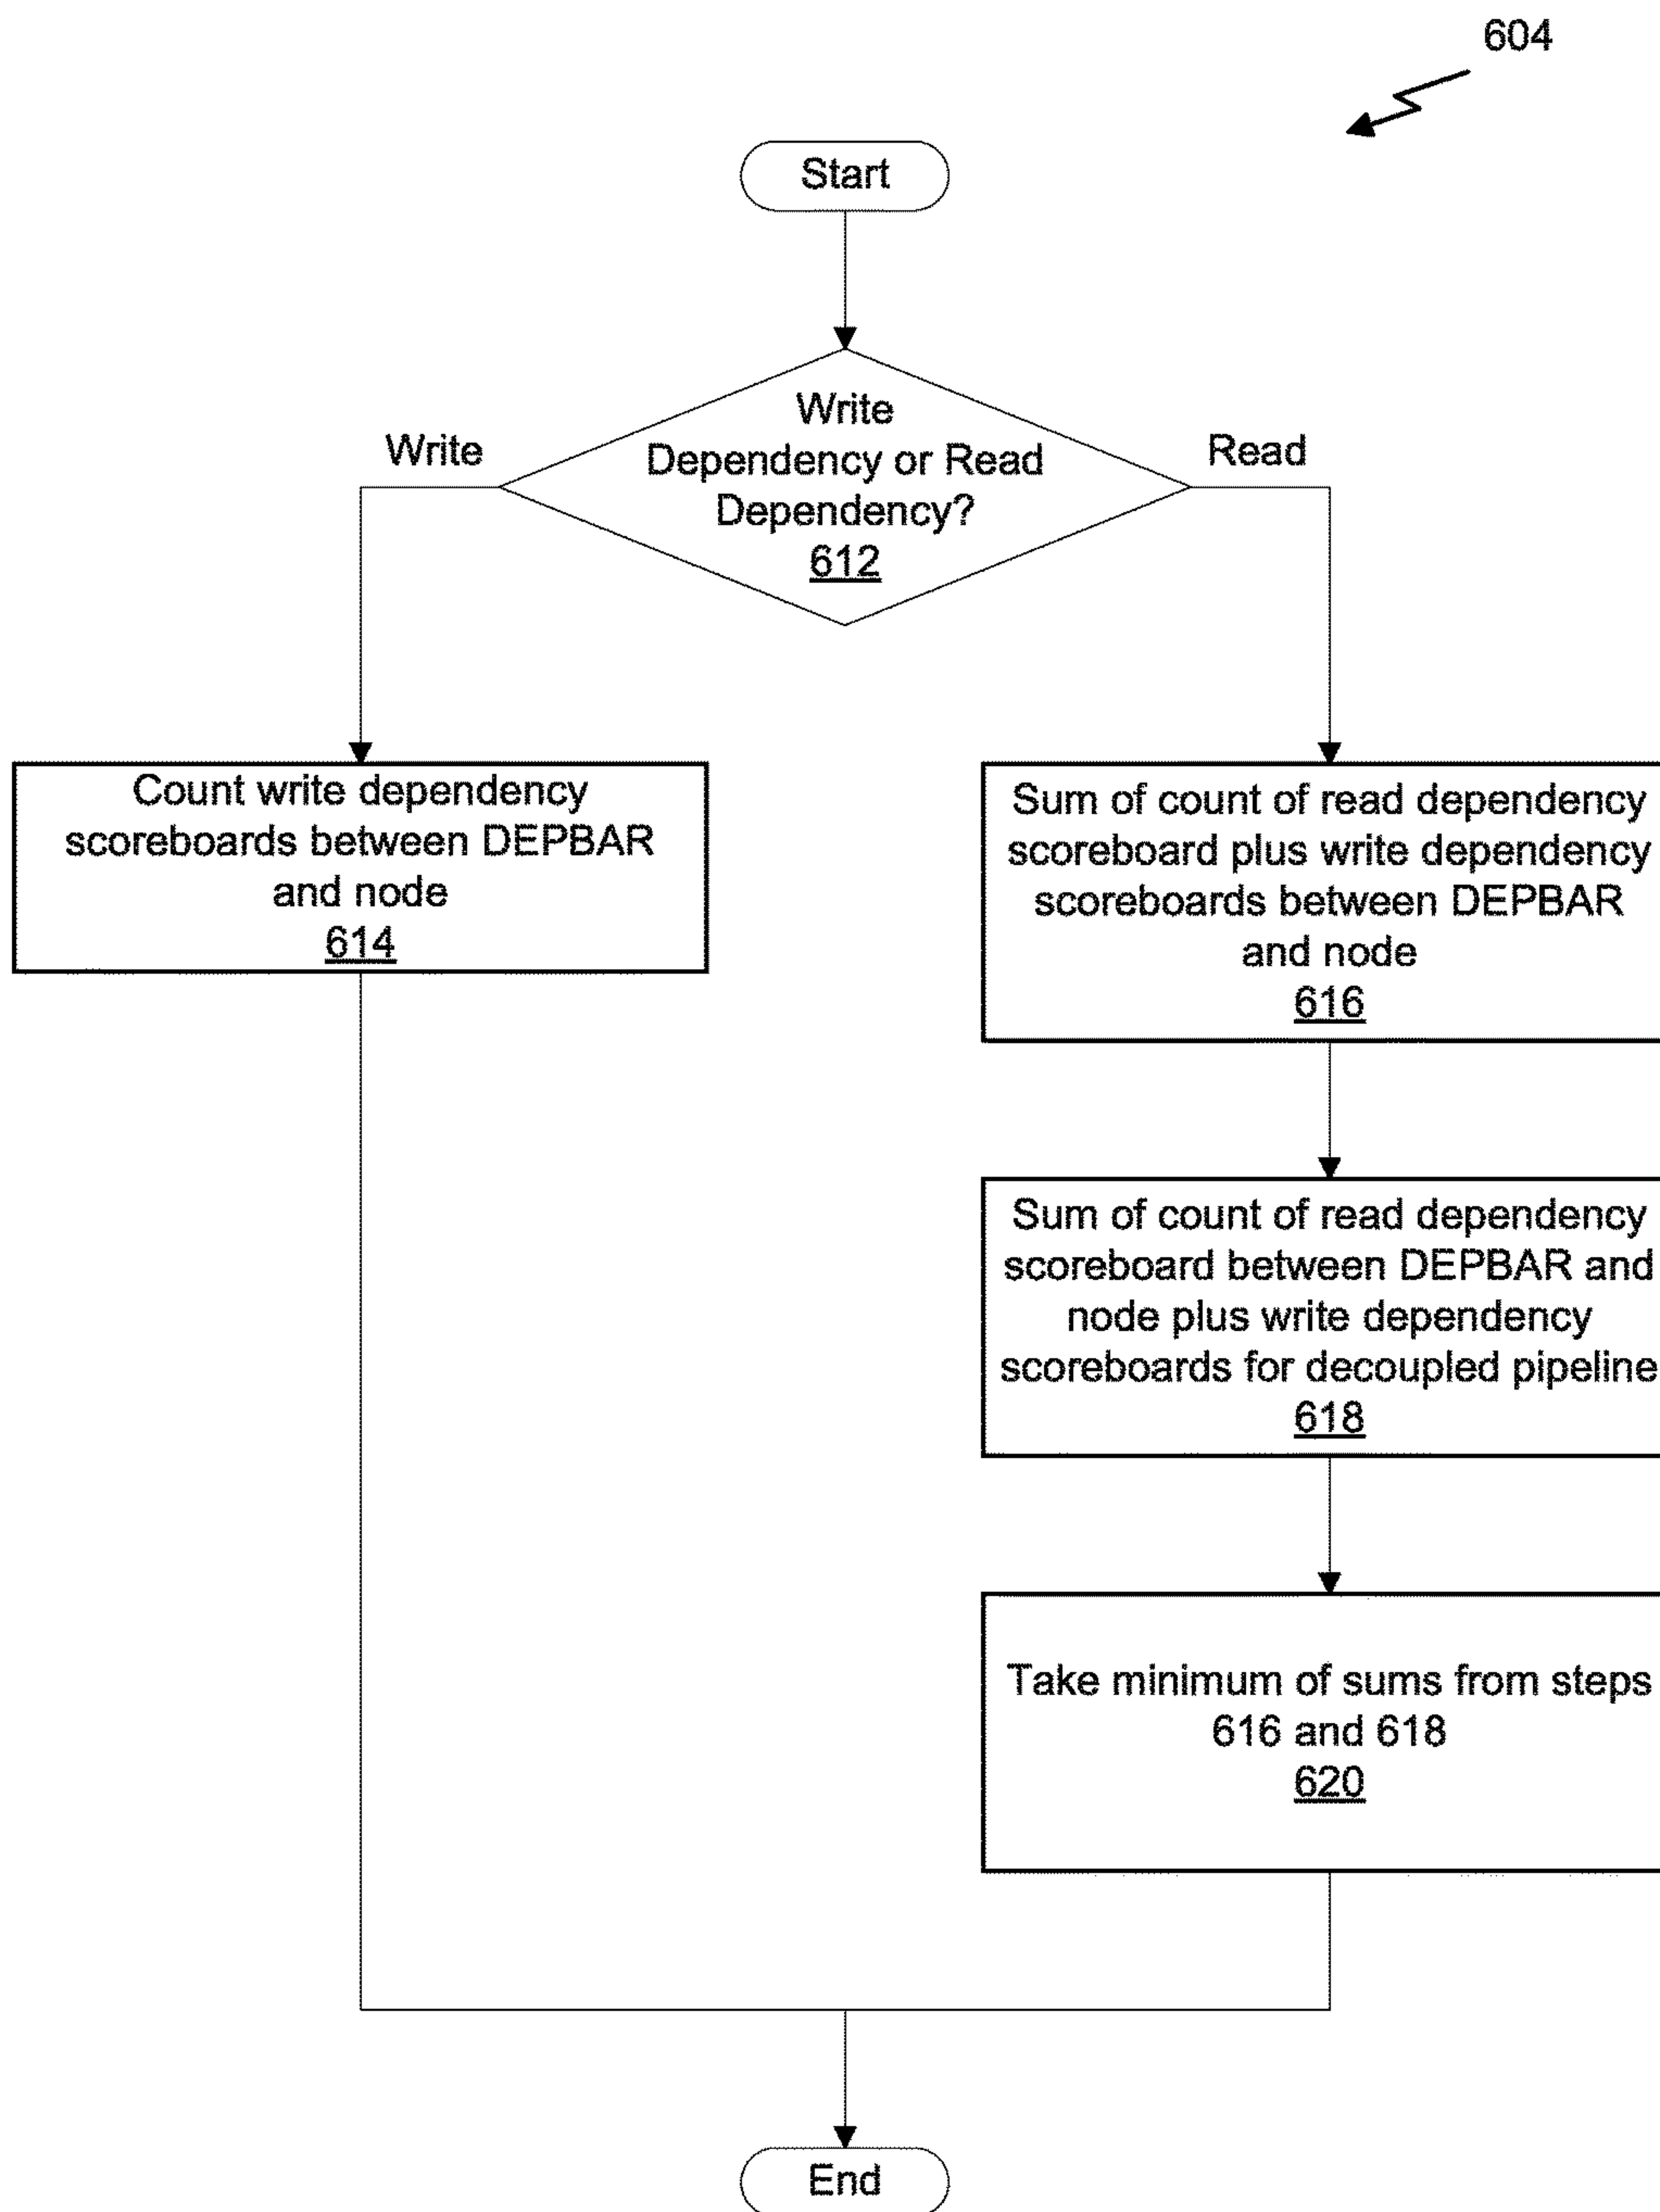 604
Start
Write
Dependency or Read
Dependency?
612
Write
Read
Count write dependency
scoreboards between DEPBAR
and node
614
Sum of count of read dependency
scoreboard plus write dependency
scoreboards between DEPBAR
and node
616
Sum of count of read dependency
scoreboard between DEPBAR and
node plus write dependency
scoreboards for decoupled pipeline
618
Take minimum of sums from steps
616 and 618
620
End